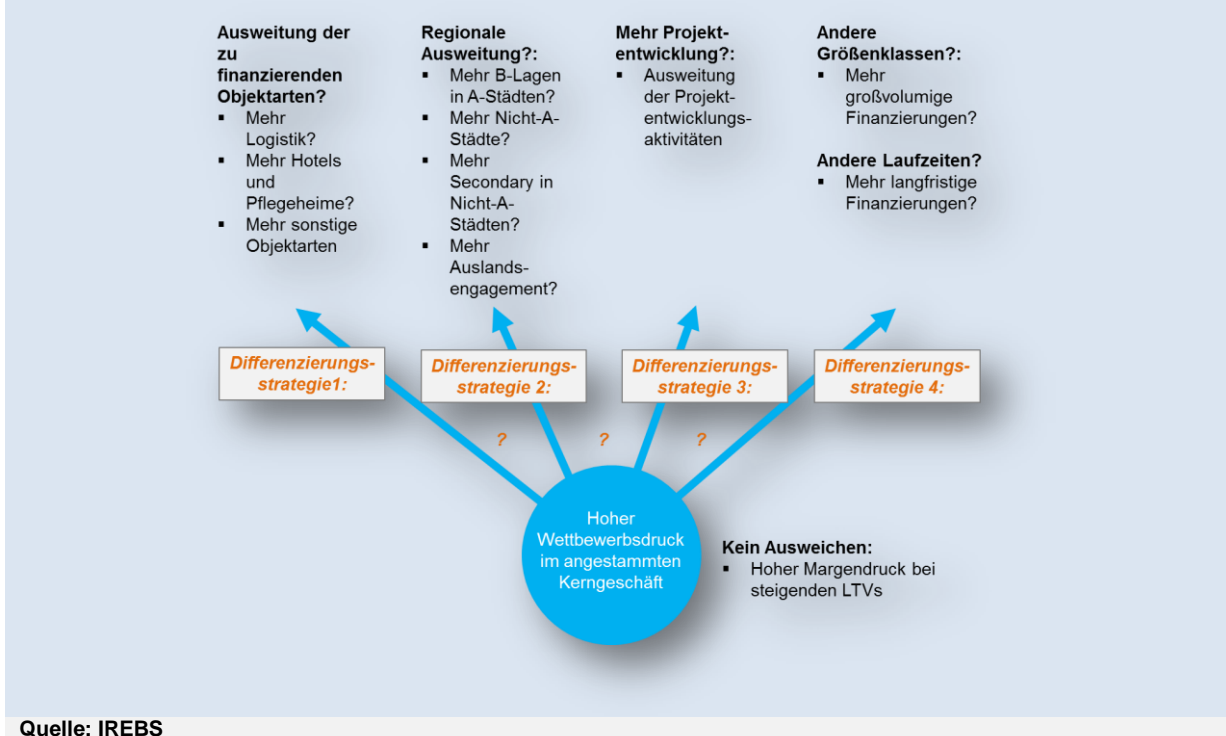 Ausweitung der
zu
finanzierenden
Objektarten?
▪ Mehr
Logistik?
▪ Mehr Hotels
und
Pflegeheime?
▪ Mehr sonstige
Objektarten
Regionale
Ausweitung?:
▪ Mehr B-Lagen
in A-Städten?
▪ Mehr Nicht-A-
Städte?
▪ Mehr
Secondary in
Nicht-A-
Städten?
▪ Mehr
Auslands-
engagement?
Mehr Projekt-
entwicklung?:
▪ Ausweitung
der Projekt-
entwicklungs-
aktivitäten
Andere
Größenklassen?:
▪ Mehr
großvolumige
Finanzierungen?
Andere Laufzeiten?
▪ Mehr langfristige
Finanzierungen?
Differenzierungs-
strategie1:
Differenzierungs-
strategie 2:
Differenzierungs-
strategie 3:
Differenzierungs-
strategie 4:
? ? ?
Hoher
Wettbewerbsdruck
im angestammten
Kerngeschäft
Kein Ausweichen:
▪ Hoher Margendruck bei
steigenden LTVs
Quelle: IREBS